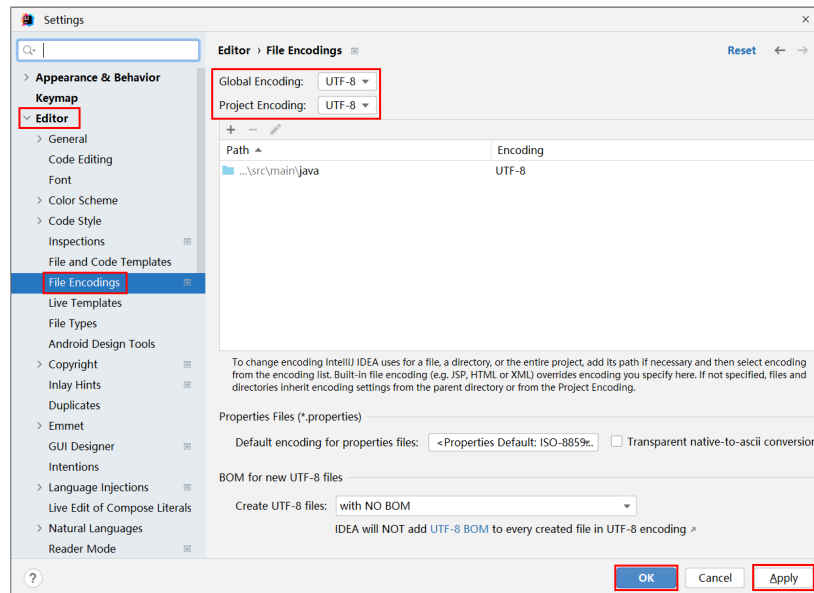 Settings
Editor › File Encodings
Reset
Appearance & Behavior
Keymap
Editor
General
Code Editing
Font
Color Scheme
Code Style
Inspections
File and Code Templates
File Encodings
Live Templates
File Types
Android Design Tools
Copyright
Inlay Hints
Duplicates
Emmet
GUI Designer
Intentions
Language Injections
Live Edit of Compose Literals
Natural Languages
Reader Mode
Global Encoding: UTF-8
Project Encoding: UTF-8
Path Encoding
...\src\main\java UTF-8
To change encoding IntelliJ IDEA uses for a file, a directory, or the entire project, add its path if necessary and then select encoding
from the encoding list. Built-in file encoding (e.g. JSP, HTML or XML) overrides encoding you specify here. If not specified, files and
directories inherit encoding settings from the parent directory or from the Project Encoding.
Properties Files (*.properties)
Default encoding for properties files: <Properties Default: ISO-8859-.. Transparent native-to-ascii conversion
BOM for new UTF-8 files
Create UTF-8 files: with NO BOM
IDEA will NOT add UTF-8 BOM to every created file in UTF-8 encoding ↗
?
OK Cancel Apply